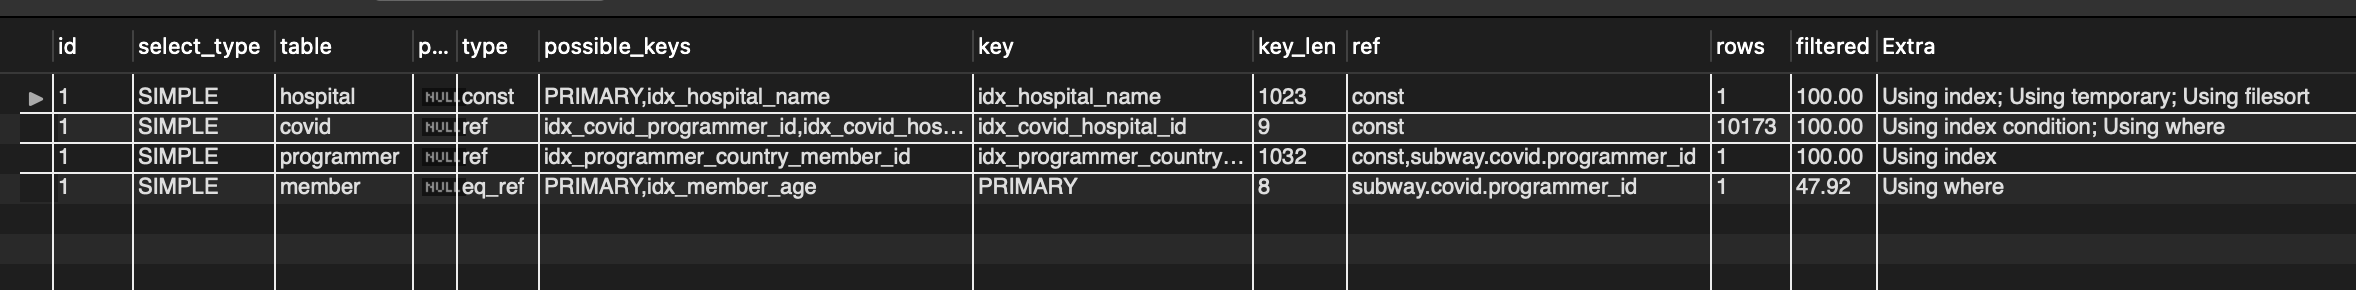 id select_type table p... type possible_keys key key_len ref rows filtered Extra
1 SIMPLE hospital NULL const PRIMARY,idx_hospital_name idx_hospital_name 1023 const 1 100.00 Using index; Using temporary; Using filesort
1 SIMPLE covid NULL ref idx_covid_programmer_id,idx_covid_hos... idx_covid_hospital_id 9 const 10173 100.00 Using index condition; Using where
1 SIMPLE programmer NULL ref idx_programmer_country_member_id idx_programmer_country... 1032 const,subway.covid.programmer_id 1 100.00 Using index
1 SIMPLE member NULL eq_ref PRIMARY,idx_member_age PRIMARY 8 subway.covid.programmer_id 1 47.92 Using where